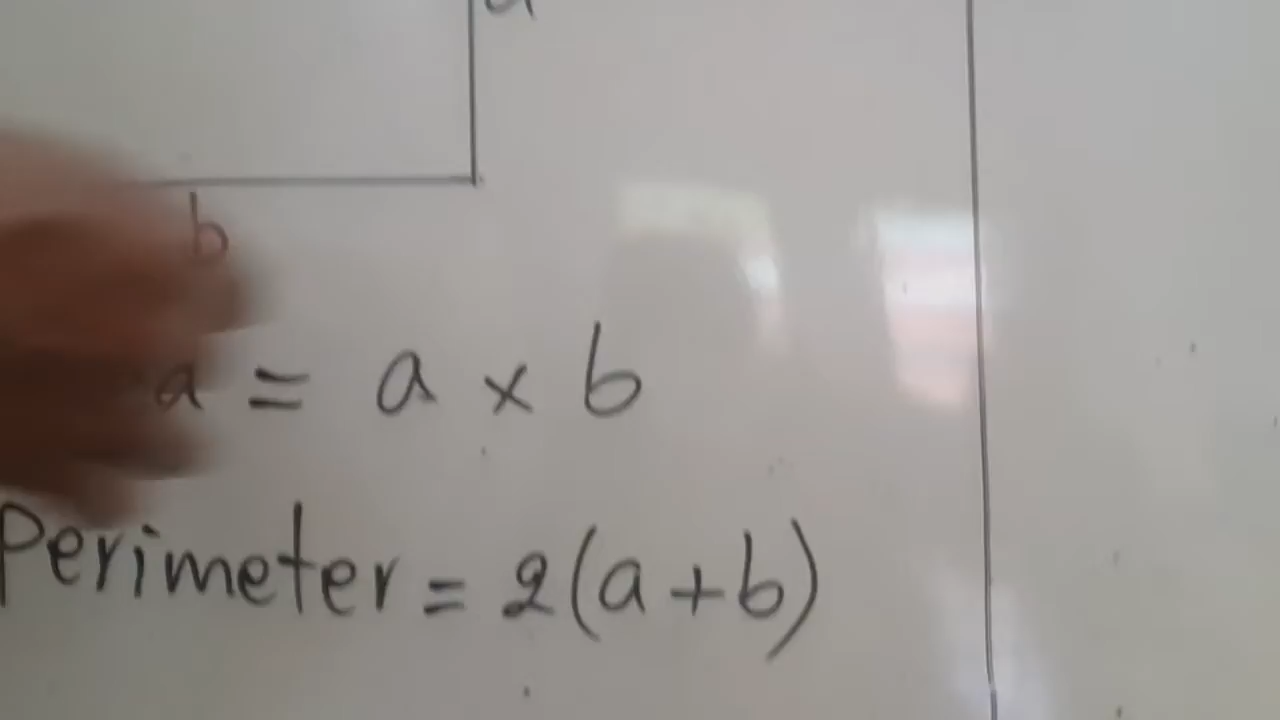 a
b
a = a × b
Perimeter = 2(a+b)